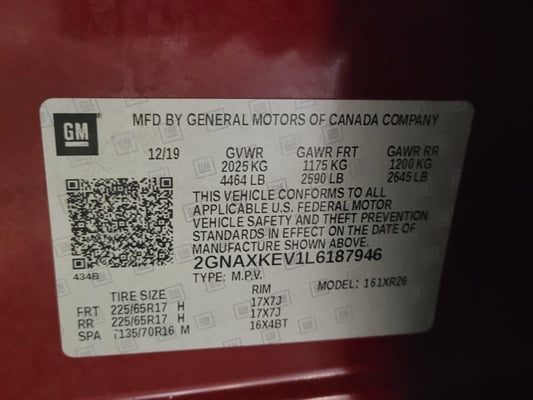 GM
MFD BY GENERAL MOTORS OF CANADA COMPANY
12/19 GVWR GAWR FRT GAWR RR
2025 KG 1175 KG 1200 KG
4464 LB 2590 LB 2645 LB
THIS VEHICLE CONFORMS TO ALL
APPLICABLE U.S. FEDERAL MOTOR
VEHICLE SAFETY AND THEFT PREVENTION
STANDARDS IN EFFECT ON THE DATE OF
MANUFACTURE SHOWN ABOVE.
434B
2GNAXKEV1L6187946
TYPE: M.P.V. MODEL: 161XR26
TIRE SIZE RIM
FRT 225/65R17 H 17X7J
RR 225/65R17 H 17X7J
SPA T135/70R16 M 16X4BT